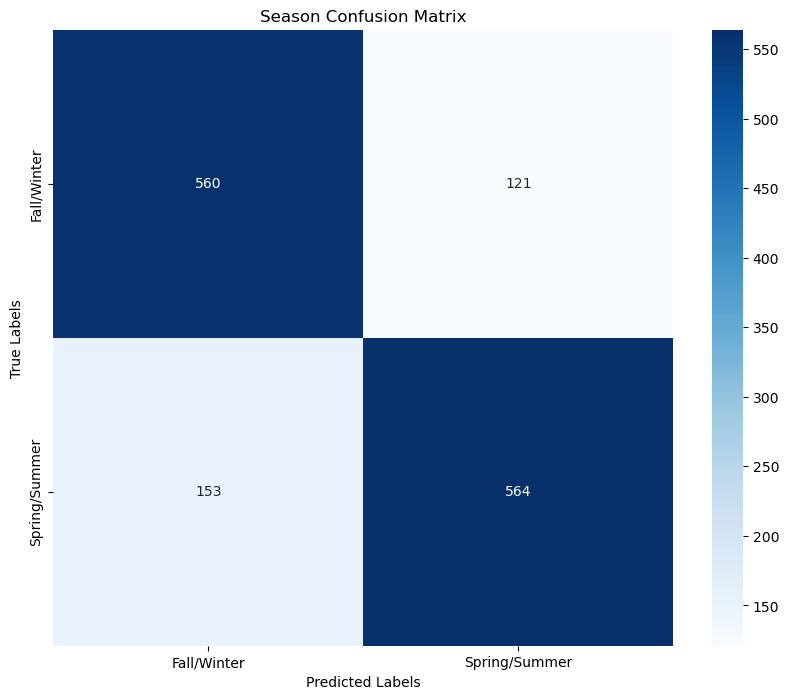 Season Confusion Matrix
True Labels
Fall/Winter
Spring/Summer
560
121
153
564
Fall/Winter
Spring/Summer
Predicted Labels
550
500
450
400
350
300
250
200
150